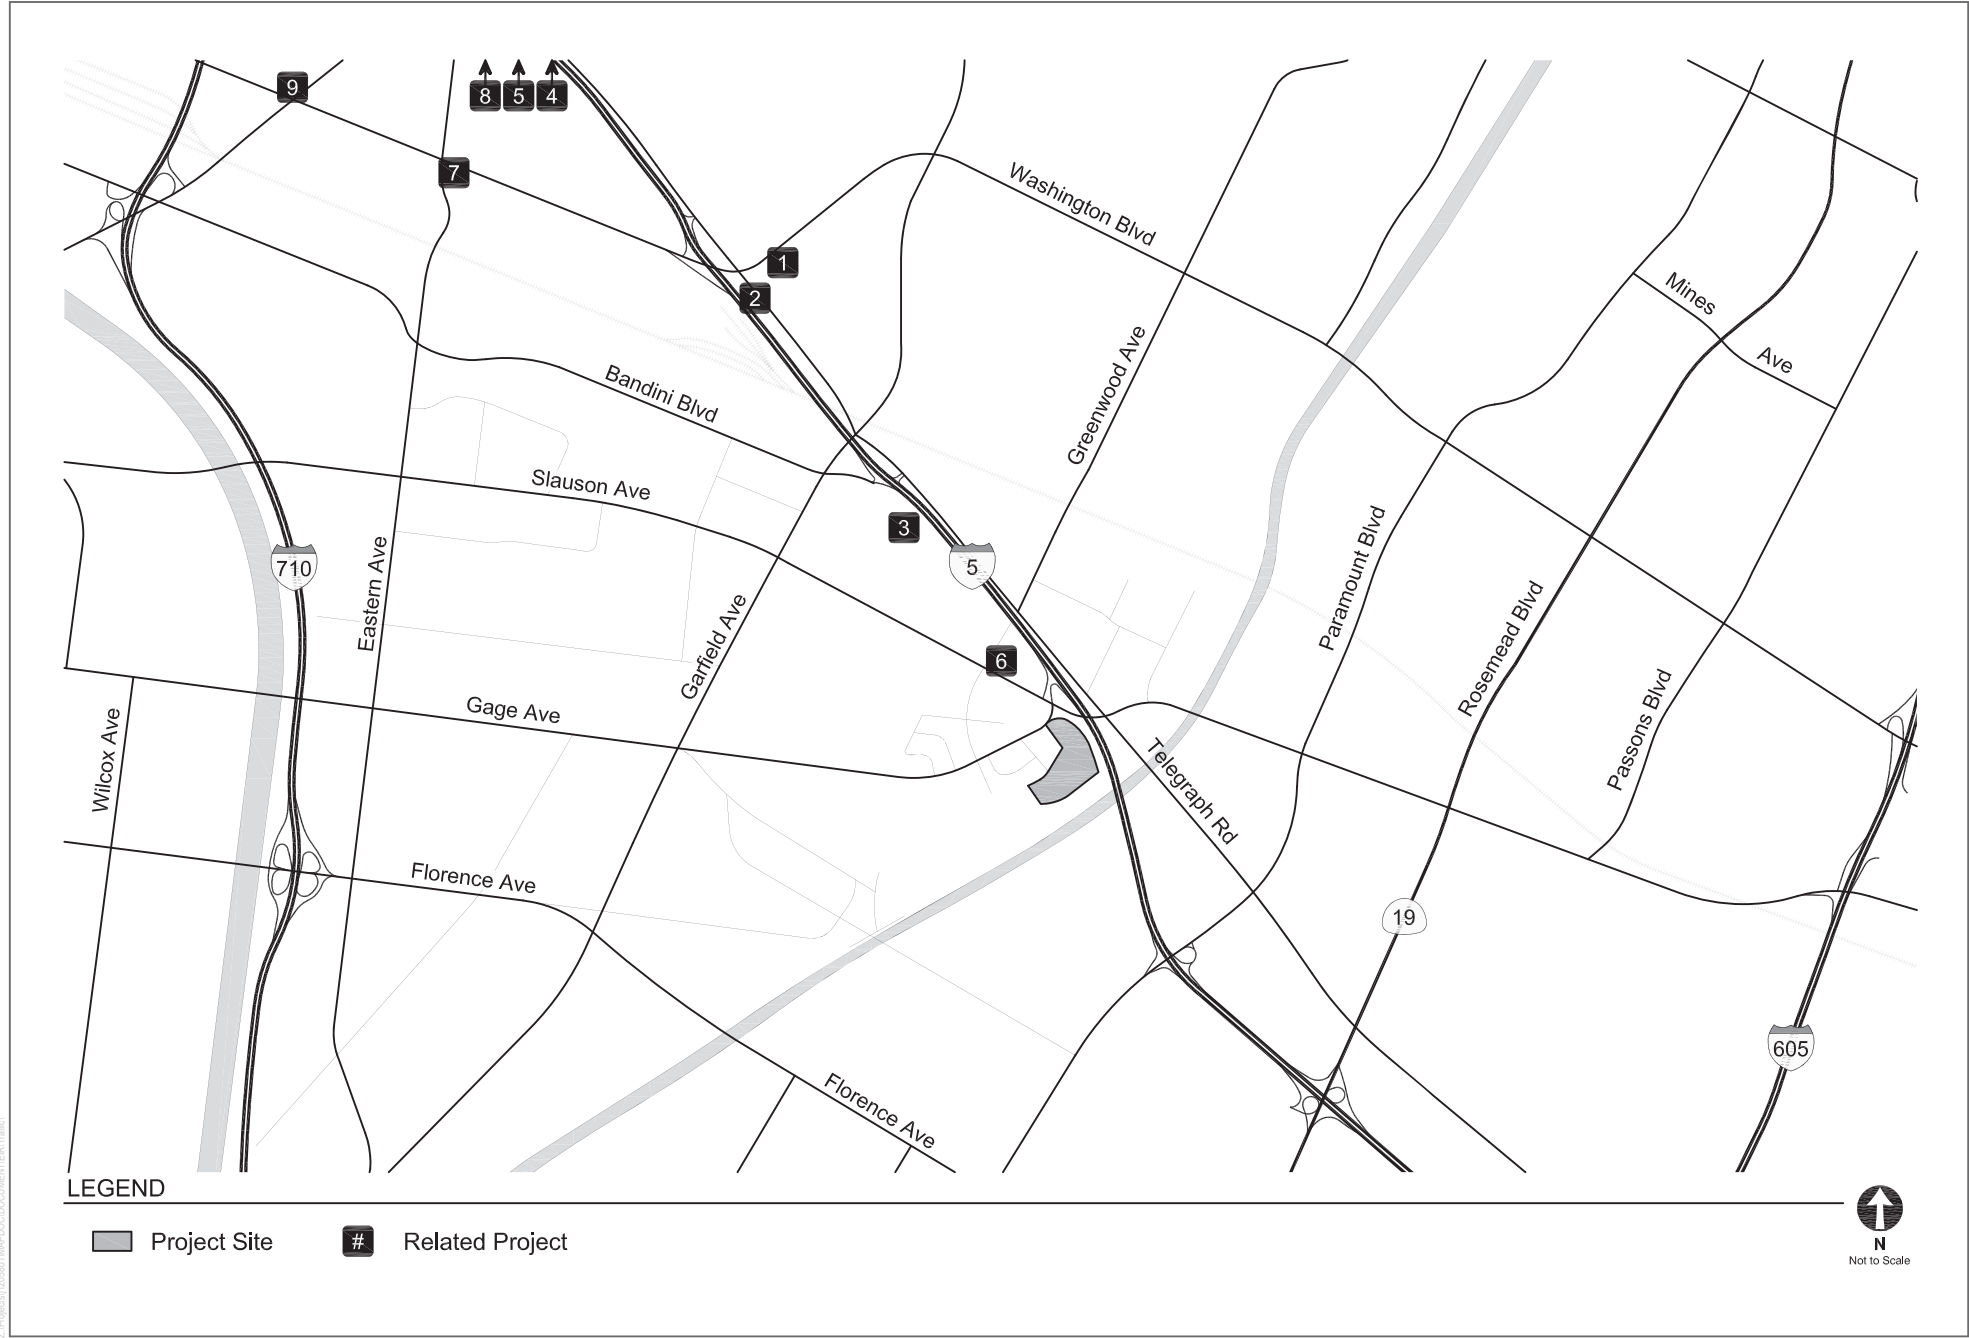 9
8 5 4
7
1
2
Washington Blvd
Mines
Ave
Bandini Blvd
Greenwood Ave
Slauson Ave
3
5
710
Eastern Ave
Garfield Ave
Paramount Blvd
Rosemead Blvd
6
Passons Blvd
Gage Ave
Wilcox Ave
Telegraph Rd
Florence Ave
19
605
Florence Ave
LEGEND
Project Site
# Related Project
N
Not to Scale